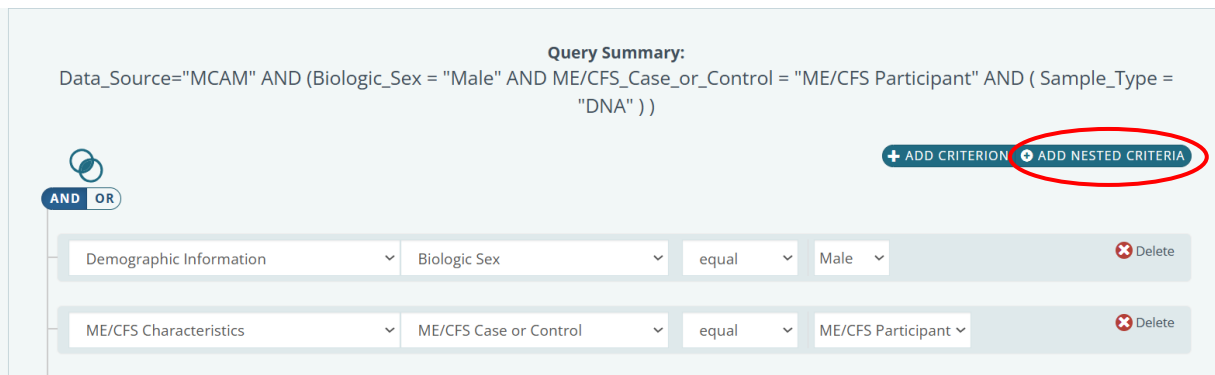 Query Summary:
Data_Source="MCAM" AND (Biologic_Sex = "Male" AND ME/CFS_Case_or_Control = "ME/CFS Participant" AND ( Sample_Type =
"DNA" ) )
ADD CRITERION ADD NESTED CRITERIA
AND OR
Demographic Information Biologic Sex equal Male Delete
ME/CFS Characteristics ME/CFS Case or Control equal ME/CFS Participant Delete